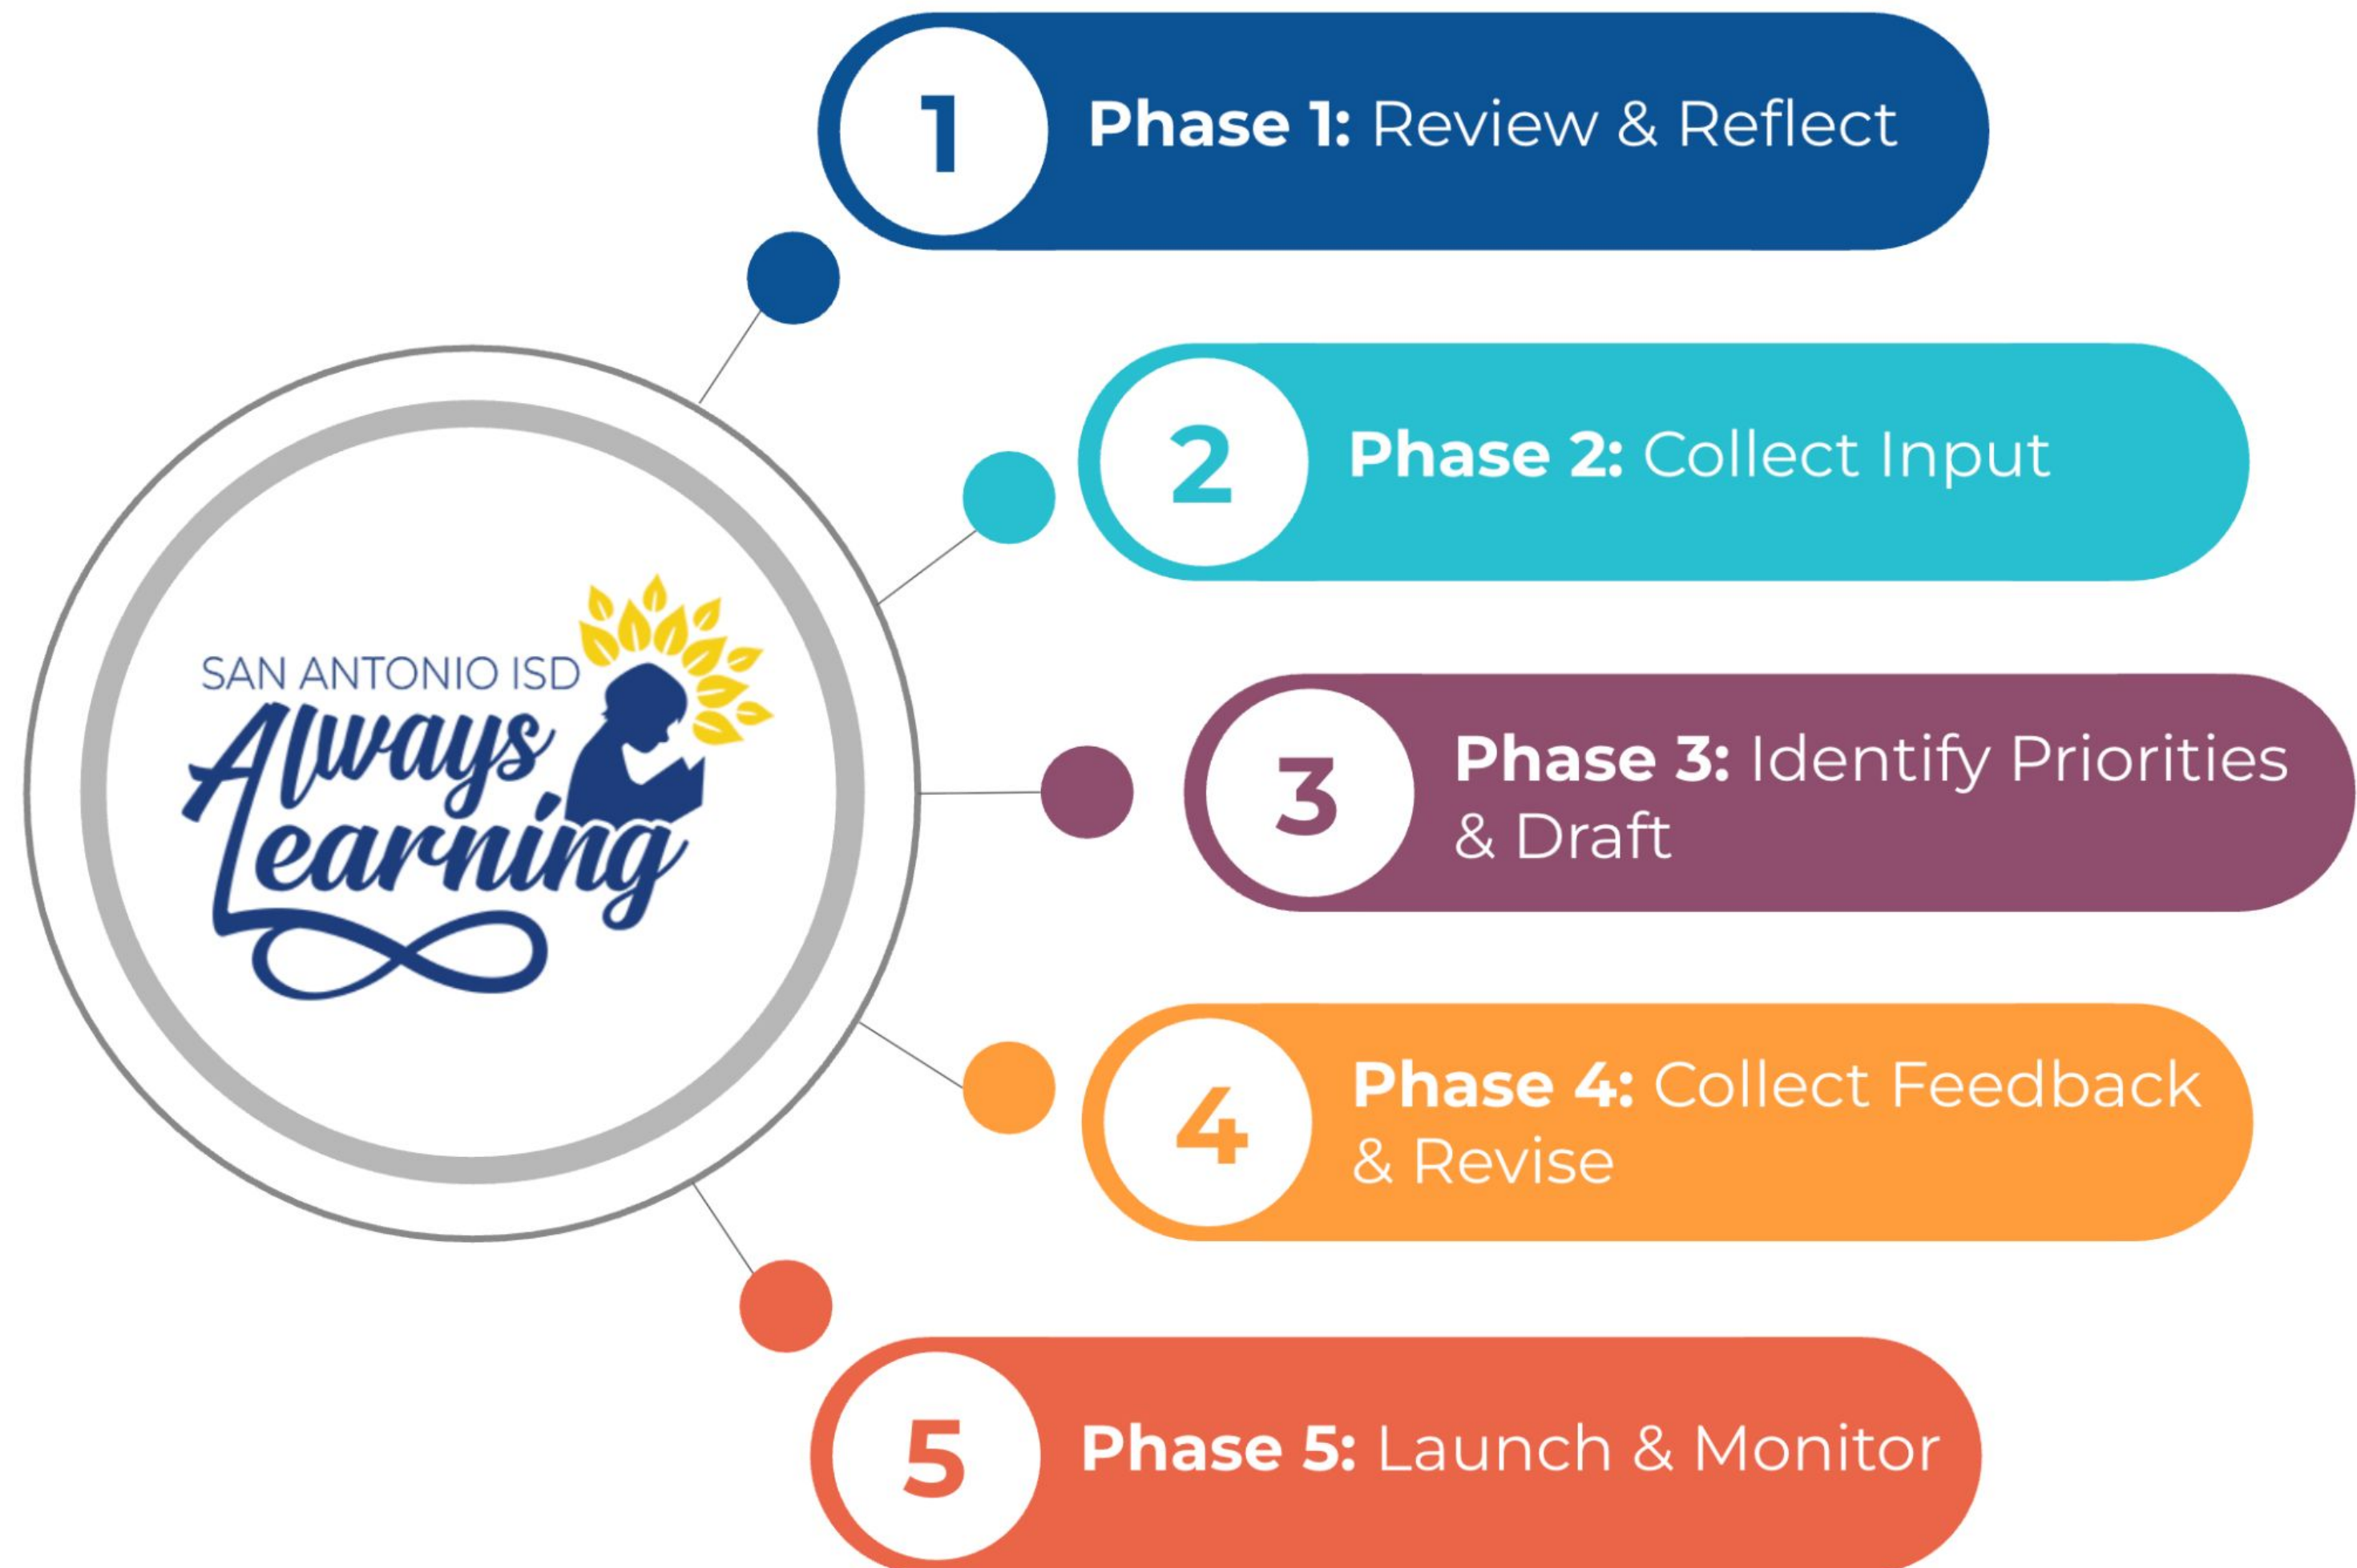 SAN ANTONIO ISD
Always
Learning
1
Phase 1: Review & Reflect
2
Phase 2: Collect Input
3
Phase 3: Identify Priorities
& Draft
4
Phase 4: Collect Feedback
& Revise
5
Phase 5: Launch & Monitor